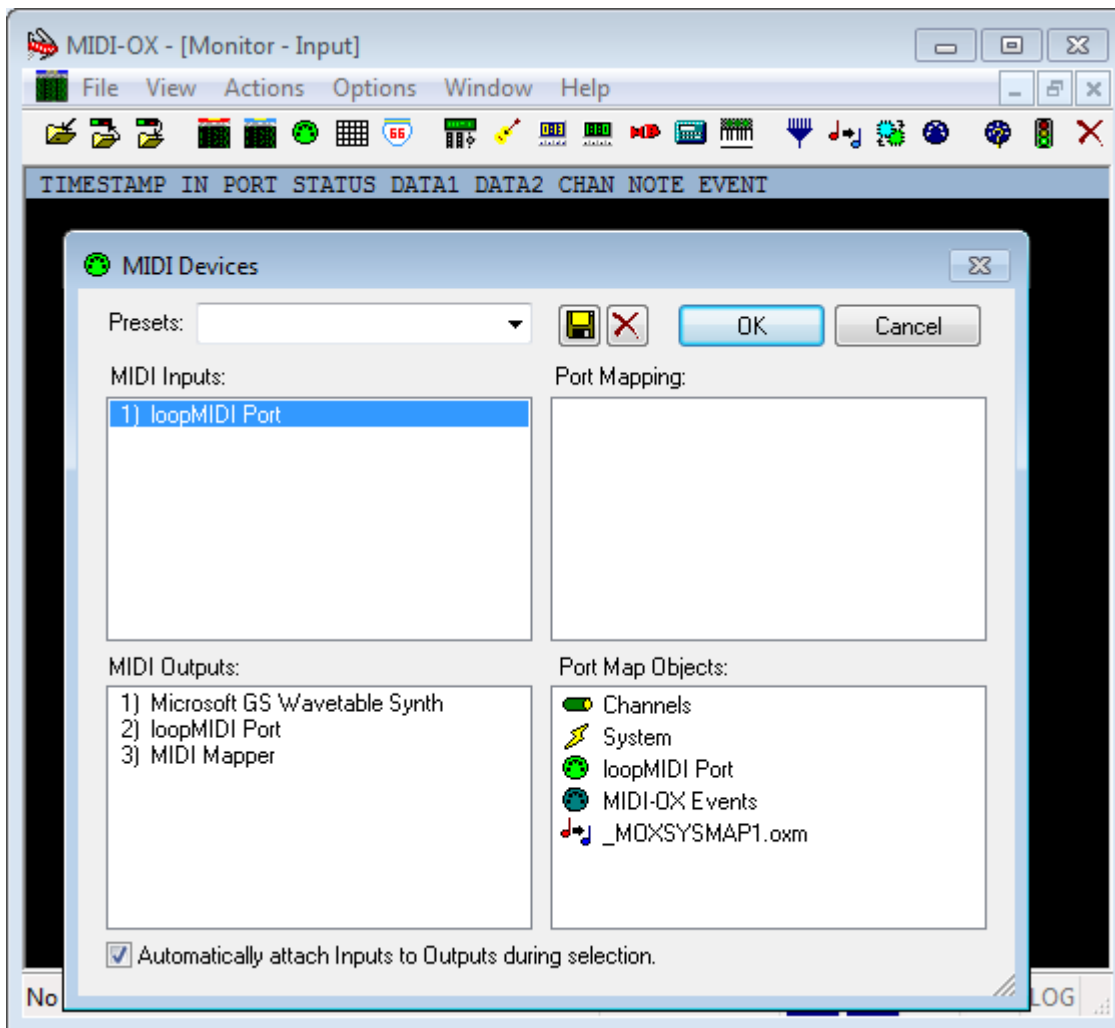 MIDI-OX - [Monitor - Input]
File View Actions Options Window Help
66
TIMESTAMP IN PORT STATUS DATA1 DATA2 CHAN NOTE EVENT
MIDI Devices
Presets:
OK
Cancel
MIDI Inputs:
1) loopMIDI Port
Port Mapping:
MIDI Outputs:
1) Microsoft GS Wavetable Synth
2) loopMIDI Port
3) MIDI Mapper
Port Map Objects:
Channels
System
loopMIDI Port
MIDI-OX Events
_MOXSYSMAP1.oxm
Automatically attach Inputs to Outputs during selection.
No
LOG